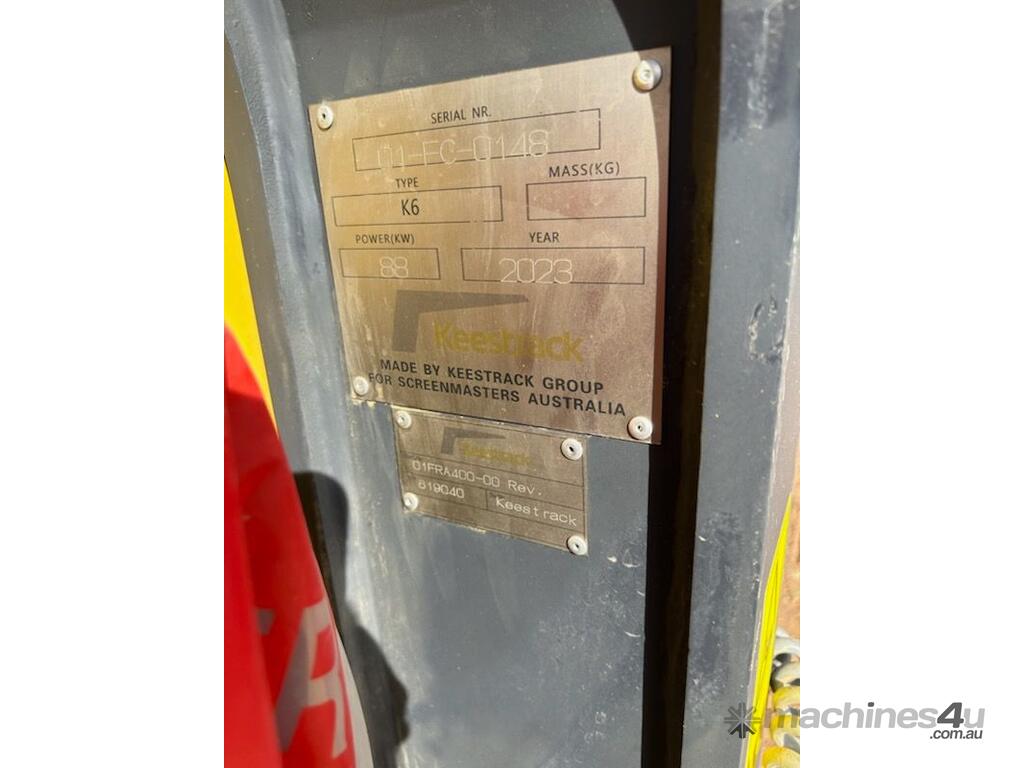 SERIAL NR.
01-FC-0148
TYPE
MASS(KG)
K6
POWER(KW)
YEAR
88
2023
Keestrack
MADE BY KEESTRACK GROUP
FOR SCREENMASTERS AUSTRALIA
Keestrack
01FRA400-00 Rev.
619040
Keestrack
machines4u
.com.au